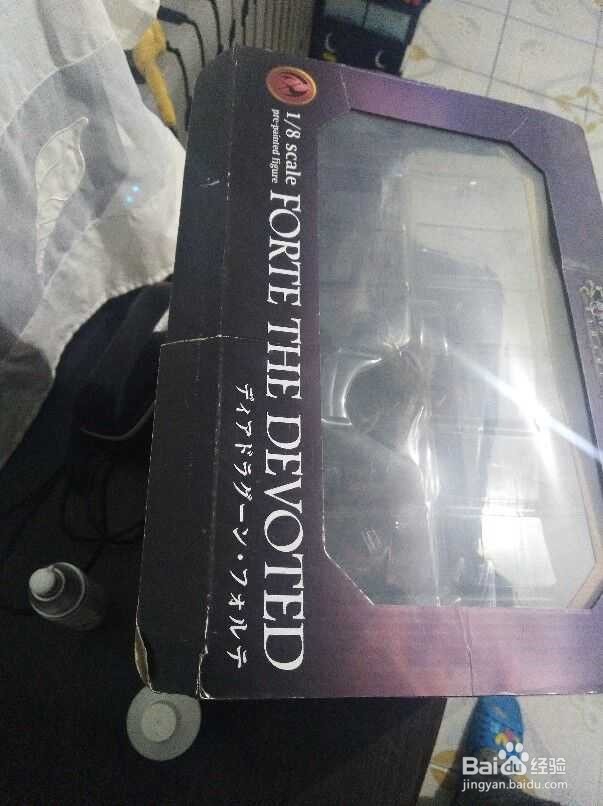 1/8 scale
pre-painted figure
FORTE THE DEVOTED
ディアドラグーン・フォルテ
Baidu 经验
jingyan.baidu.com